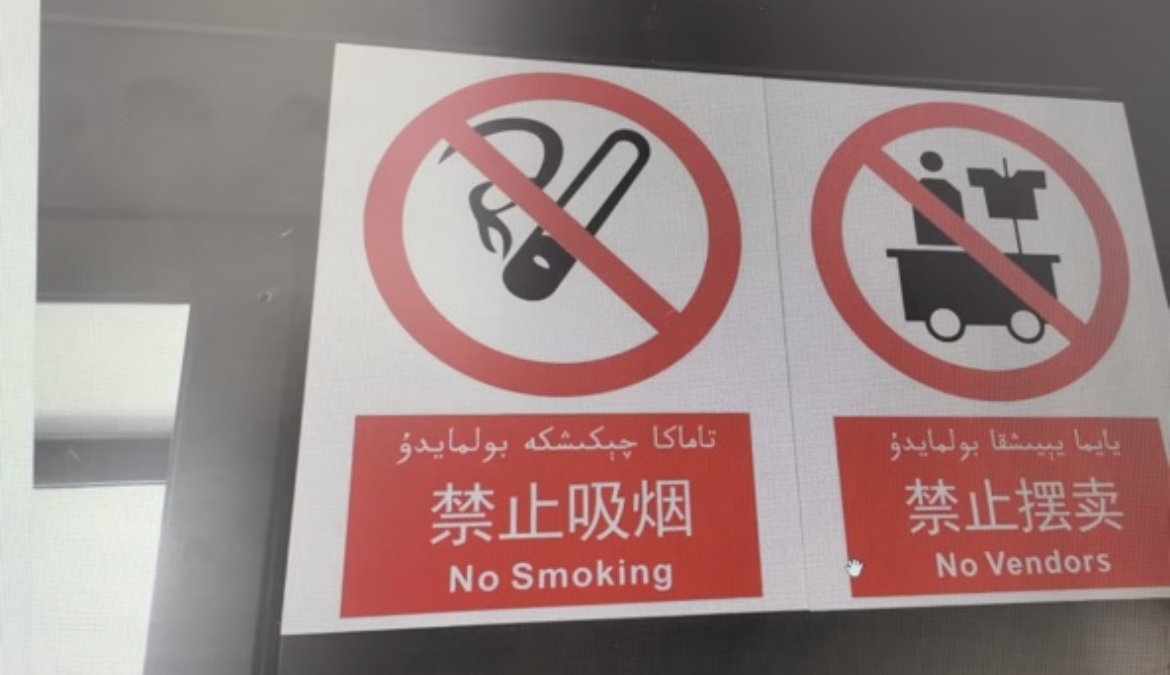 تاماكا چېكىشكە بولمايدۇ
禁止吸烟
No Smoking
يايما يېيىشقا بولمايدۇ
禁止摆卖
No Vendors